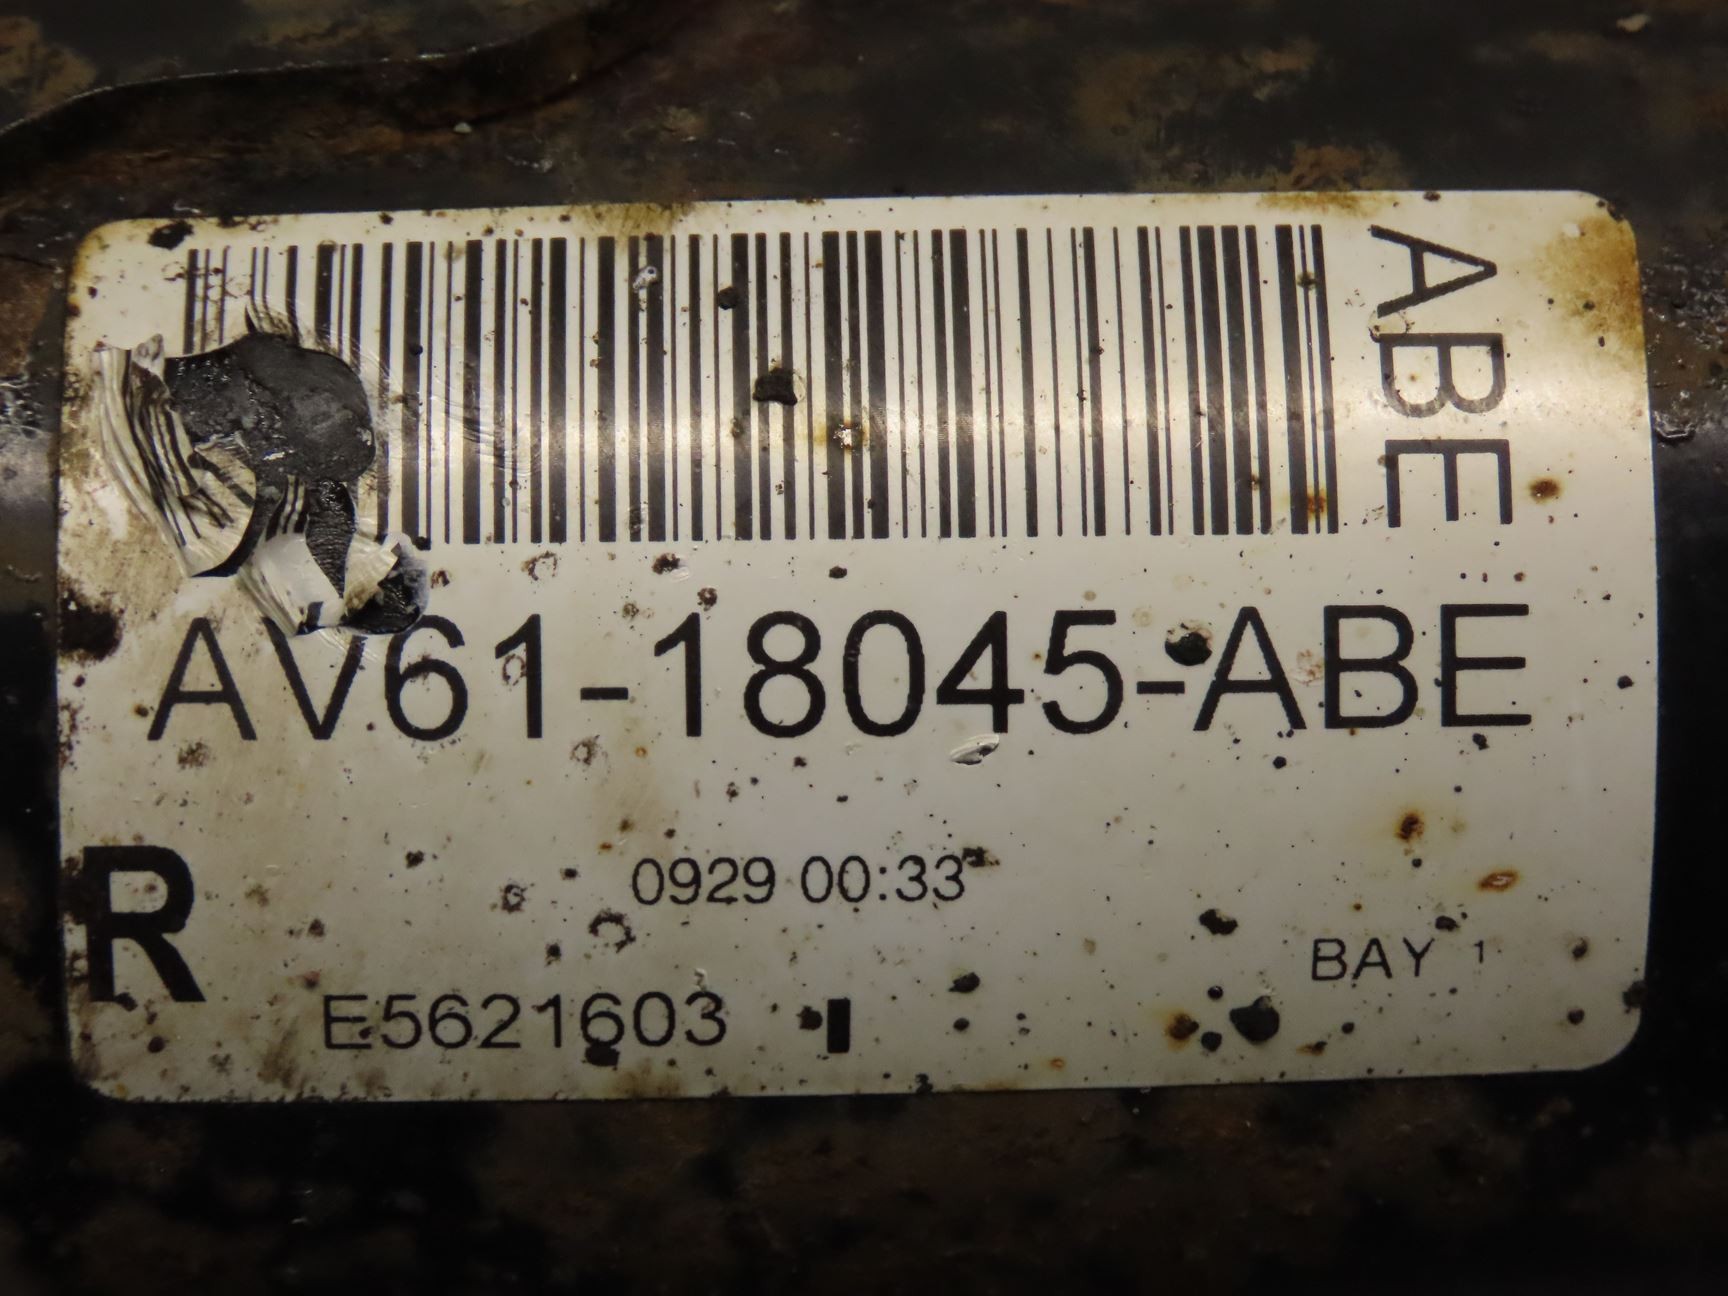 ABE
AV61-18045-ABE
R
0929 00:33
BAY 1
E5621603